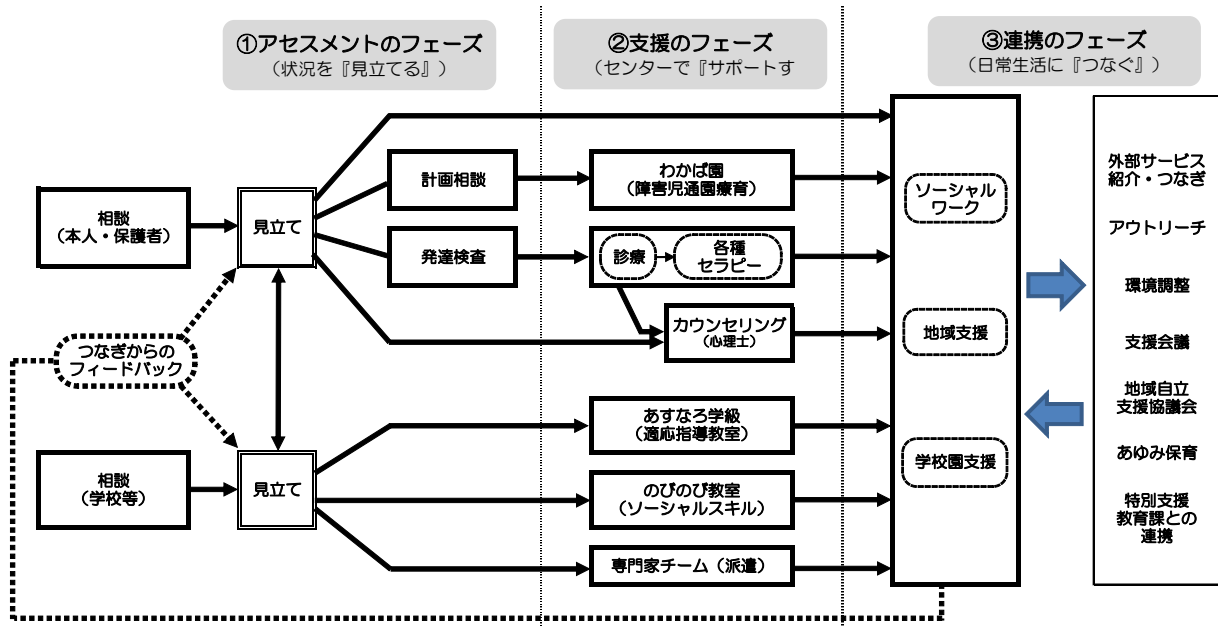 ①アセスメントのフェーズ
（状況を『見立てる』）
②支援のフェーズ
（センターで『サポートす
③連携のフェーズ
（日常生活に『つなぐ』）
相談
（本人・保護者）
見立て
計画相談
発達検査
わかば園
（障害児通園療育）
診療
各種
セラピー
カウンセリング
（心理士）
つなぎからの
フィードバック
相談
（学校等）
見立て
あすなろ学級
（適応指導教室）
のびのび教室
（ソーシャルスキル）
専門家チーム（派遣）
ソーシャル
ワーク
地域支援
学校園支援
外部サービス
紹介・つなぎ
アウトリーチ
環境調整
支援会議
地域自立
支援協議会
あゆみ保育
特別支援
教育課との
連携